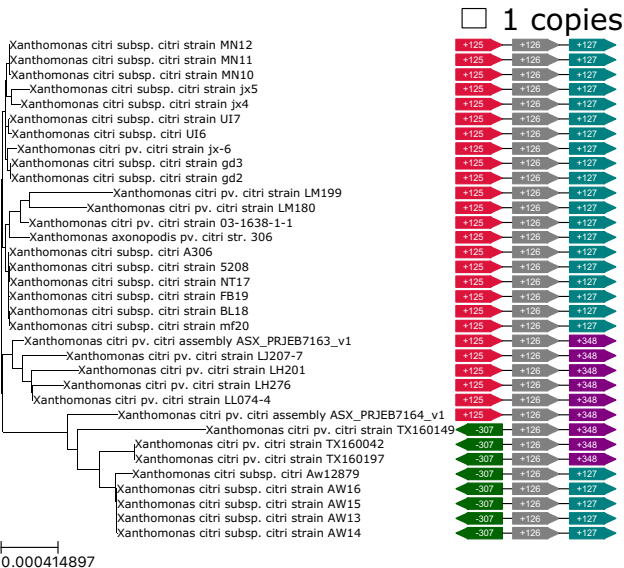 1 copies
Xanthomonas citri subsp. citri strain MN12 +125 +126 +127
Xanthomonas citri subsp. citri strain MN11 +125 +126 +127
Xanthomonas citri subsp. citri strain MN10 +125 +126 +127
Xanthomonas citri subsp. citri strain jx5 +125 +126 +127
Xanthomonas citri subsp. citri strain jx4 +125 +126 +127
Xanthomonas citri subsp. citri strain UI7 +125 +126 +127
Xanthomonas citri subsp. citri UI6 +125 +126 +127
Xanthomonas citri pv. citri strain jx-6 +125 +126 +127
Xanthomonas citri subsp. citri strain gd3 +125 +126 +127
Xanthomonas citri subsp. citri strain gd2 +125 +126 +127
Xanthomonas citri pv. citri strain LM199 +125 +126 +127
Xanthomonas citri pv. citri strain LM180 +125 +126 +127
Xanthomonas citri pv. citri strain 03-1638-1-1 +125 +126 +127
Xanthomonas axonopodis pv. citri str. 306 +125 +126 +127
Xanthomonas citri subsp. citri A306 +125 +126 +127
Xanthomonas citri subsp. citri strain 5208 +125 +126 +127
Xanthomonas citri subsp. citri strain NT17 +125 +126 +127
Xanthomonas citri subsp. citri strain FB19 +125 +126 +127
Xanthomonas citri subsp. citri strain BL18 +125 +126 +127
Xanthomonas citri subsp. citri strain mf20 +125 +126 +127
Xanthomonas citri pv. citri assembly ASX_PRJEB7163_v1 +125 +126 +348
Xanthomonas citri pv. citri strain LJ207-7 +125 +126 +348
Xanthomonas citri pv. citri strain LH201 +125 +126 +348
Xanthomonas citri pv. citri strain LH276 +125 +126 +348
Xanthomonas citri pv. citri strain LL074-4 +125 +126 +348
Xanthomonas citri pv. citri assembly ASX_PRJEB7164_v1 +125 +126 +348
Xanthomonas citri pv. citri strain TX160149 -307 +126 +348
Xanthomonas citri pv. citri strain TX160042 -307 +126 +348
Xanthomonas citri pv. citri strain TX160197 -307 +126 +348
Xanthomonas citri subsp. citri Aw12879 -307 +126 +127
Xanthomonas citri subsp. citri strain AW16 -307 +126 +127
Xanthomonas citri subsp. citri strain AW15 -307 +126 +127
Xanthomonas citri subsp. citri strain AW13 -307 +126 +127
Xanthomonas citri subsp. citri strain AW14 -307 +126 +127
0.000414897